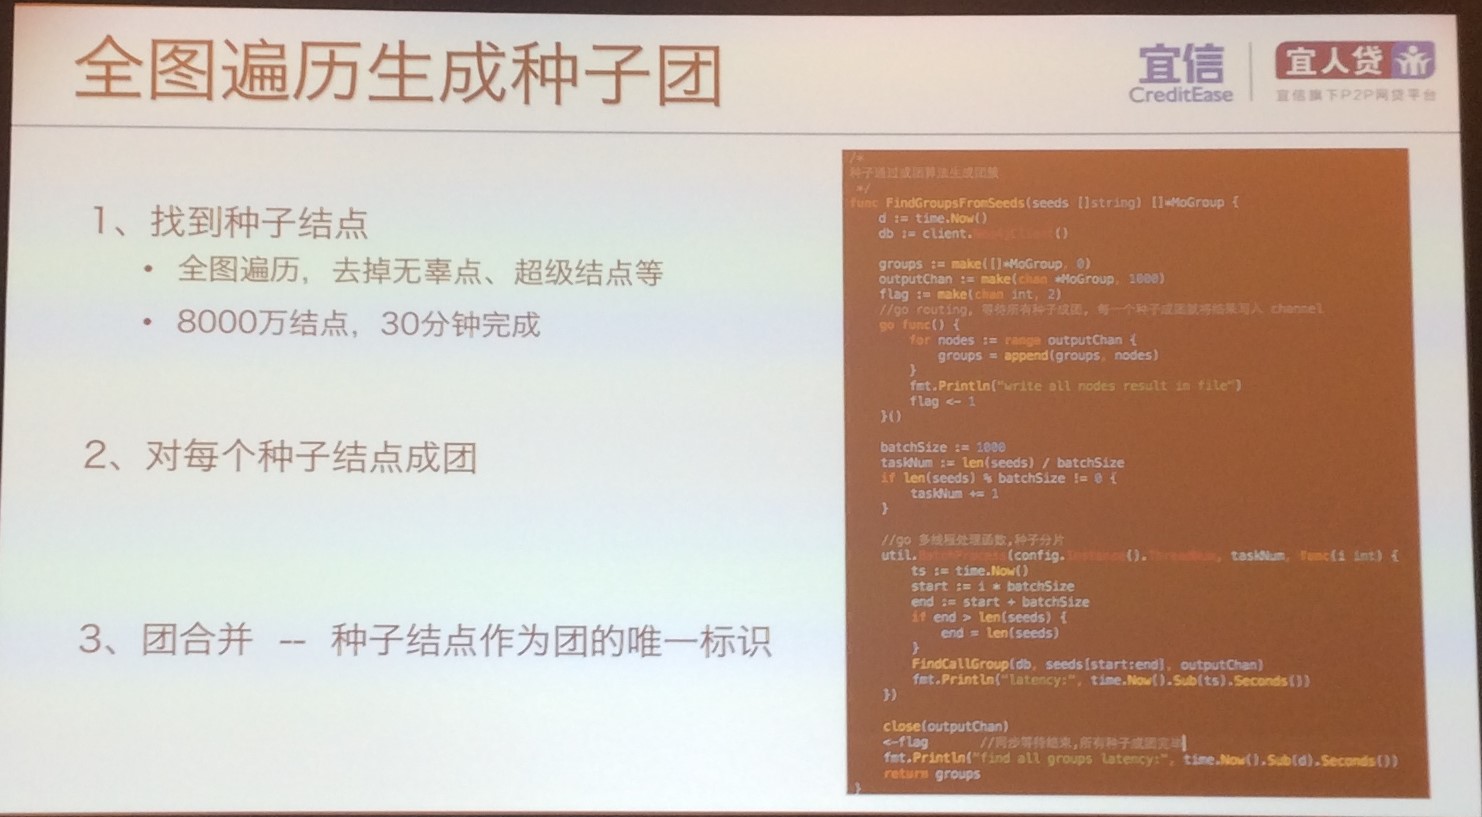 全图遍历生成种子团
宜信
CreditEase
宜人贷
宜信旗下P2P网贷平台
1、找到种子结点
• 全图遍历，去掉无辜点、超级结点等
• 8000万结点，30分钟完成
2、对每个种子结点成团
3、团合并 -- 种子结点作为团的唯一标识
/*
种子通过成团算法生成团簇
*/
func FindGroupsFromSeeds(seeds []string) []*MoGroup {
d := time.Now()
db := client.()
groups := make([]*MoGroup, 0)
outputChan := make(chan *MoGroup, 1000)
flag := make(chan int, 2)
//go routing, 等待所有种子成团, 每一个种子成团就将结果写入 channel
go func() {
for nodes := range outputChan {
groups = append(groups, nodes)
}
fmt.Println("write all nodes result in file")
flag <- 1
}()
batchSize := 1000
taskNum := len(seeds) / batchSize
if len(seeds) % batchSize != 0 {
taskNum += 1
}
//go 多线程处理函数,种子分片
util.BatchProcess(config.Instance().ThreadNum, taskNum, func(i int) {
ts := time.Now()
start := i * batchSize
end := start + batchSize
if end > len(seeds) {
end = len(seeds)
}
FindCallGroup(db, seeds[start:end], outputChan)
fmt.Println("latency:", time.Now().Sub(ts).Seconds())
})
close(outputChan)
<-flag //同步等待结束,所有种子成团完毕
fmt.Println("find all groups latency:", time.Now().Sub(d).Seconds())
return groups
}